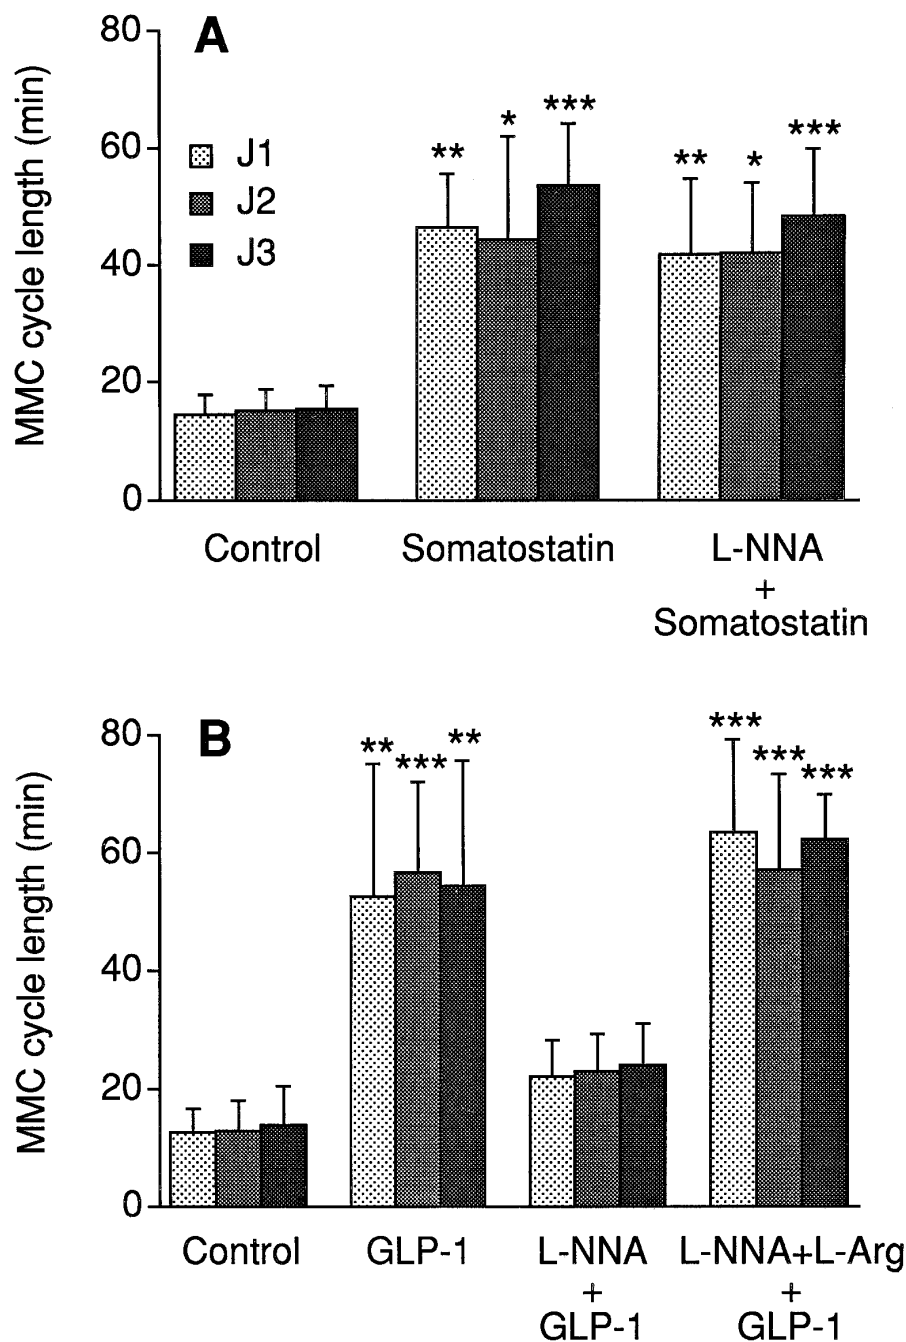 A
MMC cycle length (min)
80
60
40
20
0
J1
J2
J3
** * ***
** * ***
Control
Somatostatin
L-NNA
+
Somatostatin
B
MMC cycle length (min)
80
60
40
20
0
** *** **
*** *** ***
Control
GLP-1
L-NNA
+
GLP-1
L-NNA+L-Arg
+
GLP-1